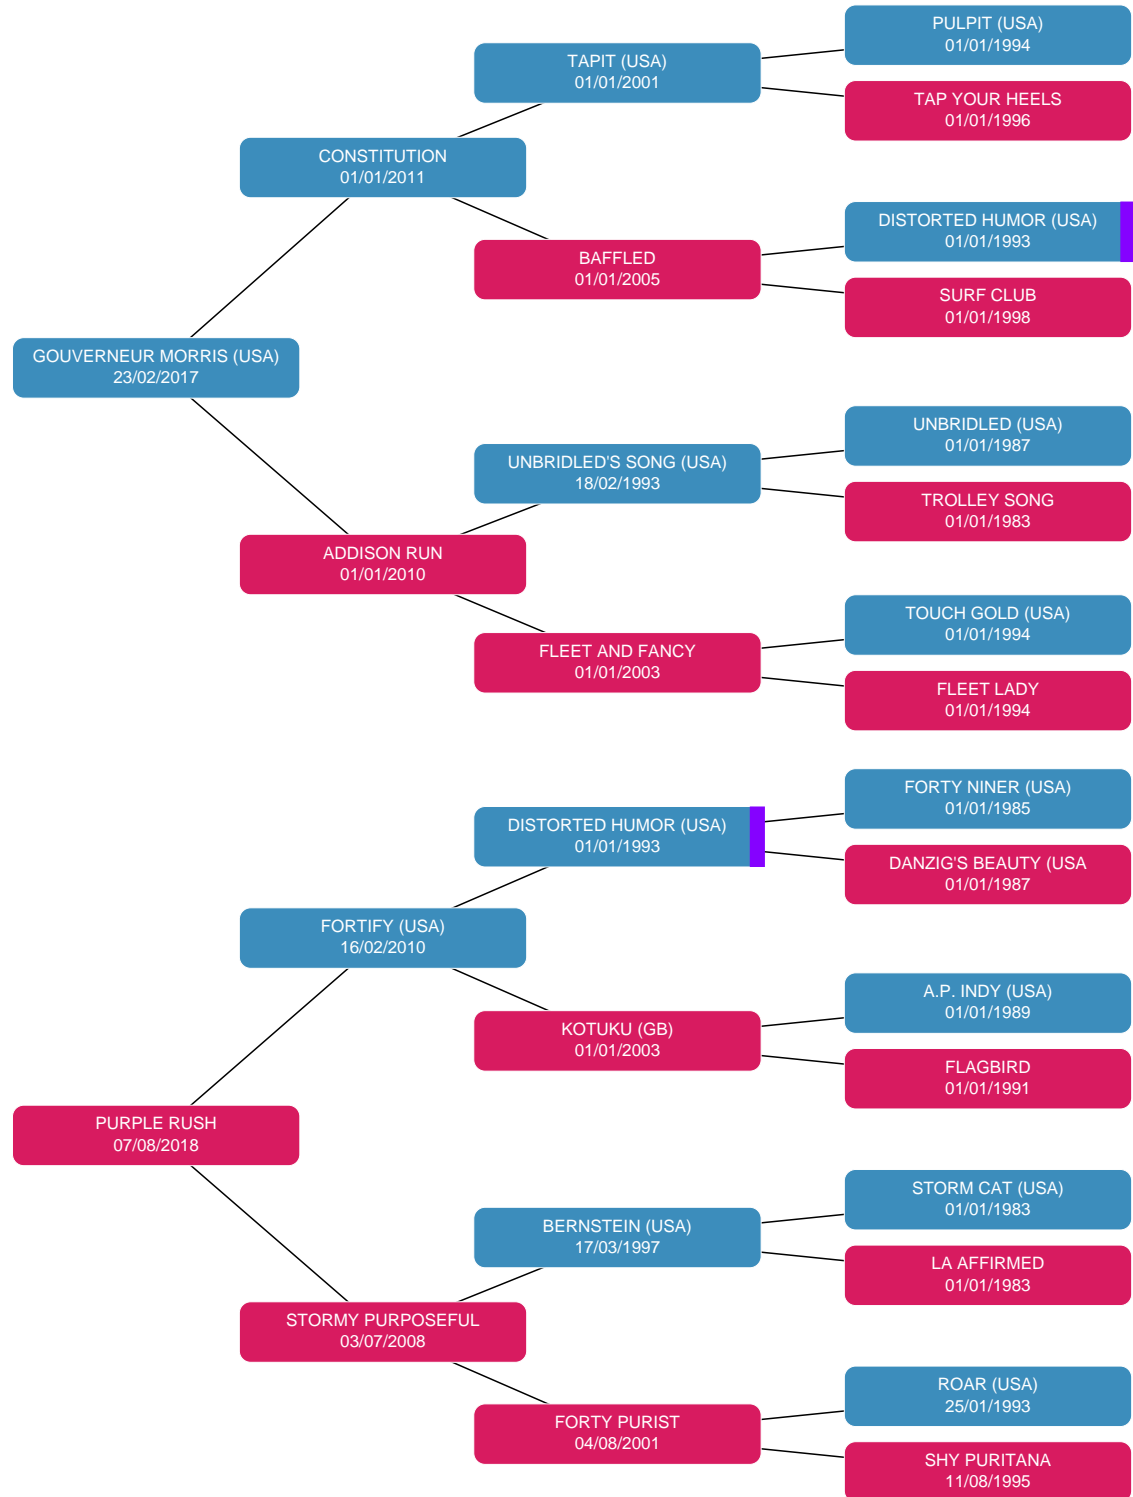 PULPIT (USA)
01/01/1994
TAPIT (USA)
01/01/2001
TAP YOUR HEELS
01/01/1996
CONSTITUTION
01/01/2011
DISTORTED HUMOR (USA)
01/01/1993
BAFFLED
01/01/2005
SURF CLUB
01/01/1998
GOUVERNEUR MORRIS (USA)
23/02/2017
UNBRIDLED (USA)
01/01/1987
UNBRIDLED'S SONG (USA)
18/02/1993
TROLLEY SONG
01/01/1983
ADDISON RUN
01/01/2010
TOUCH GOLD (USA)
01/01/1994
FLEET AND FANCY
01/01/2003
FLEET LADY
01/01/1994
FORTY NINER (USA)
01/01/1985
DISTORTED HUMOR (USA)
01/01/1993
DANZIG'S BEAUTY (USA
01/01/1987
FORTIFY (USA)
16/02/2010
A.P. INDY (USA)
01/01/1989
KOTUKU (GB)
01/01/2003
FLAGBIRD
01/01/1991
PURPLE RUSH
07/08/2018
STORM CAT (USA)
01/01/1983
BERNSTEIN (USA)
17/03/1997
LA AFFIRMED
01/01/1983
STORMY PURPOSEFUL
03/07/2008
ROAR (USA)
25/01/1993
FORTY PURIST
04/08/2001
SHY PURITANA
11/08/1995